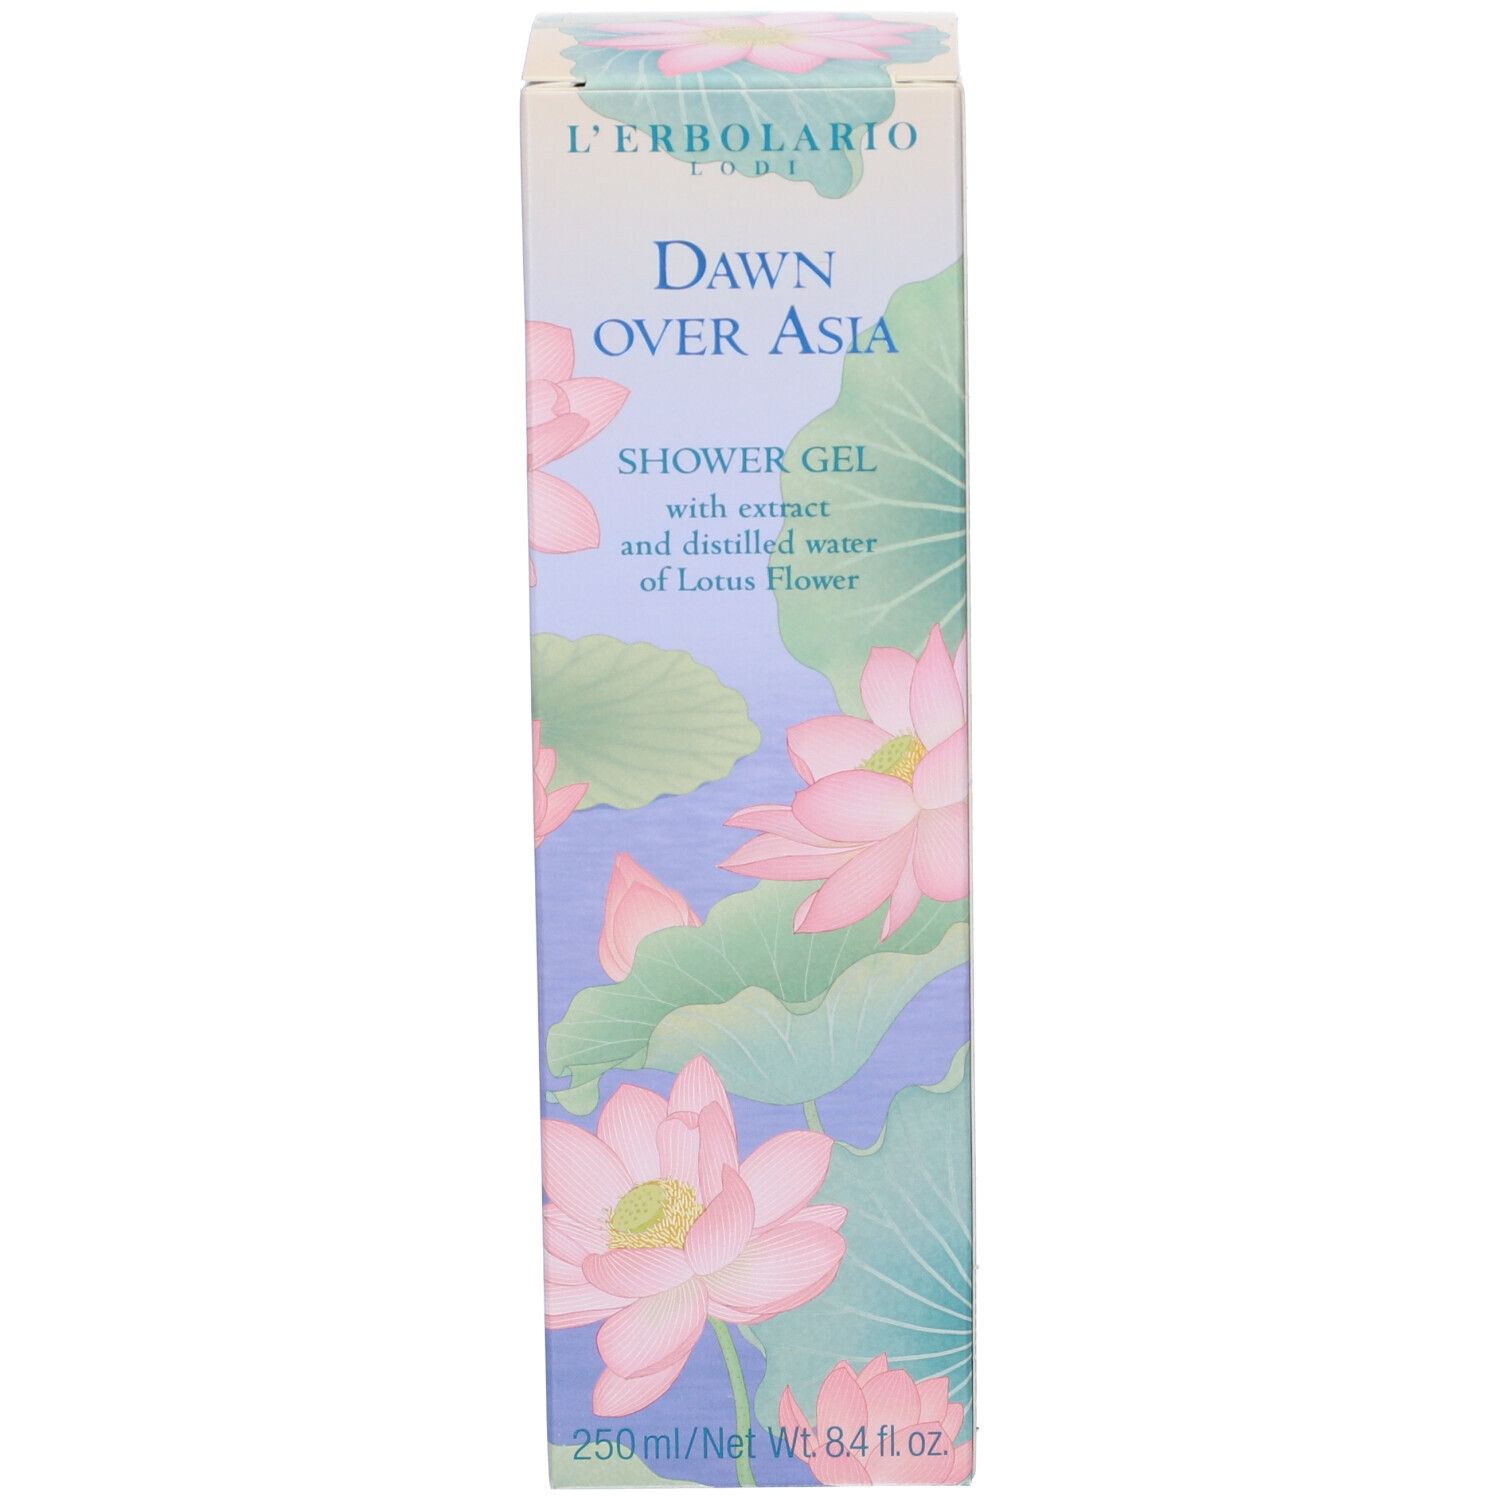 L'ERBOLARIO
LODI
DAWN
OVER ASIA
SHOWER GEL
with extract
and distilled water
of Lotus Flower
250 ml/Net Wt. 8.4 fl. oz.